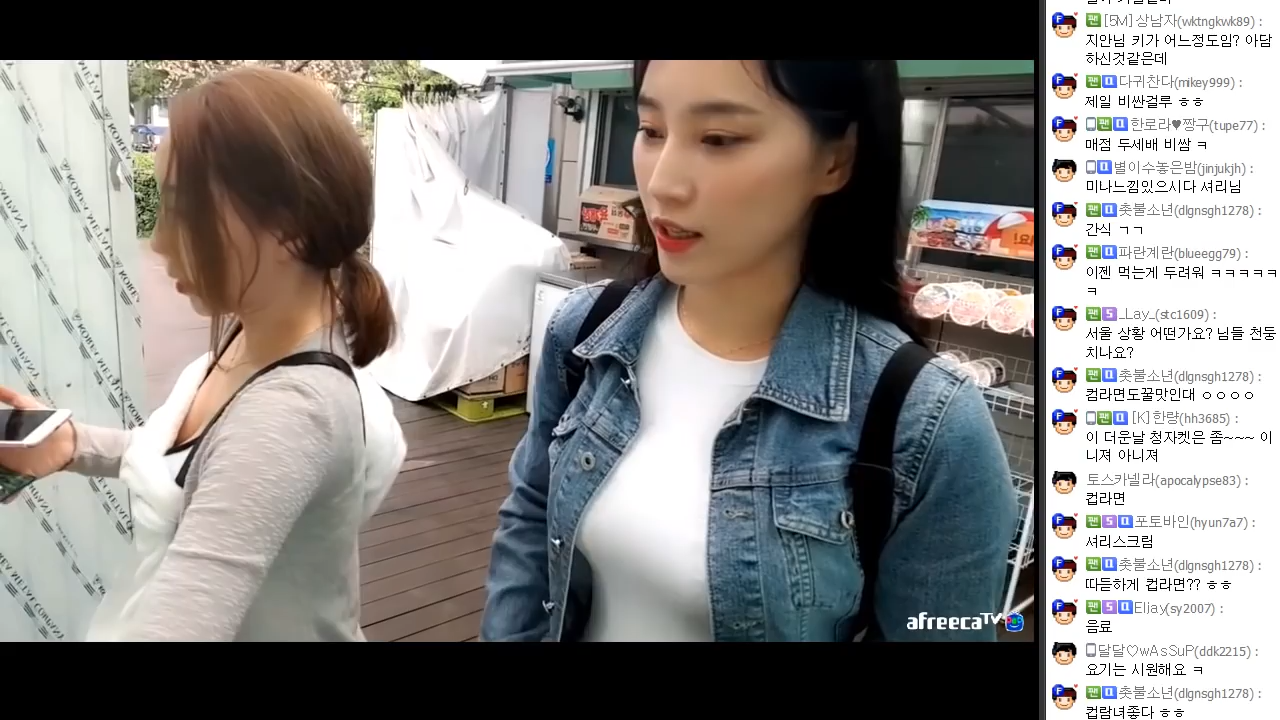 [5M] 상남자(wktngkwk89) :
지안님 키가 어느정도임? 아담
하신것같은데
다귀찬다(mikey999) :
제일 비싼걸루 ㅎㅎ
한로라♥짱구(tupe77) :
매점 두세배 비쌈 ㅋ
별이수놓은밤(jinjukjh) :
미나느낌있으시다 셔리님
촛불소년(dlgnsgh1278) :
간식 ㄱㄱ
파란계란(blueegg79) :
이젠 먹는게 두려워 ㅋㅋㅋㅋㅋ
ㅋ
_Lay_(stc1609) :
서울 상황 어떤가요? 님들 천둥
치나요?
촛불소년(dlgnsgh1278) :
컵라면도꿀맛인대 ㅇㅇㅇㅇ
[K] 한량(hh3685) :
이 더운날 청자켓은 쫌~~~ 아
니져 아니져
토스카넬라(apocalypse83) :
컵라면
포토바인(hyun7a7) :
셔리스크림
촛불소년(dlgnsgh1278) :
따듯하게 컵라면?? ㅎㅎ
Eljay(sy2007) :
음료
달달♡wAsSuP(ddk2215) :
요기는 시원해요 ㅋ
촛불소년(dlgnsgh1278) :
컵람녀좋다 ㅎㅎ
afreecaTV